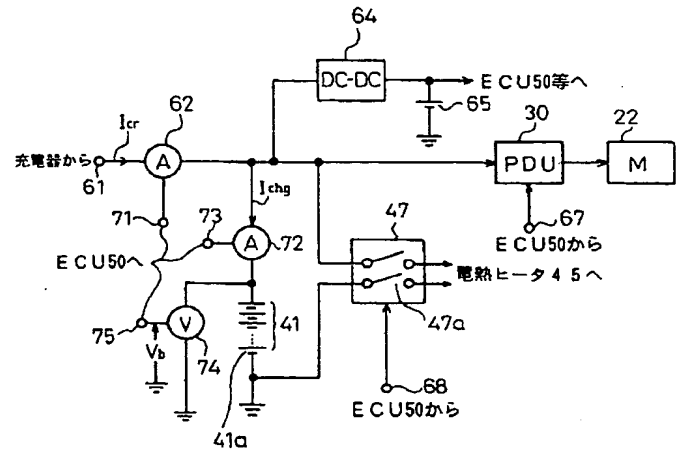 64
DC-DC
ECU50等へ
65
62
Icr
充電器から
61
A
30
22
PDU
M
Ichg
67
ECU50から
71
73
A
72
47
ECU50へ
電熱ヒータ45へ
47a
75
V
74
Vb
41
41a
68
ECU50から